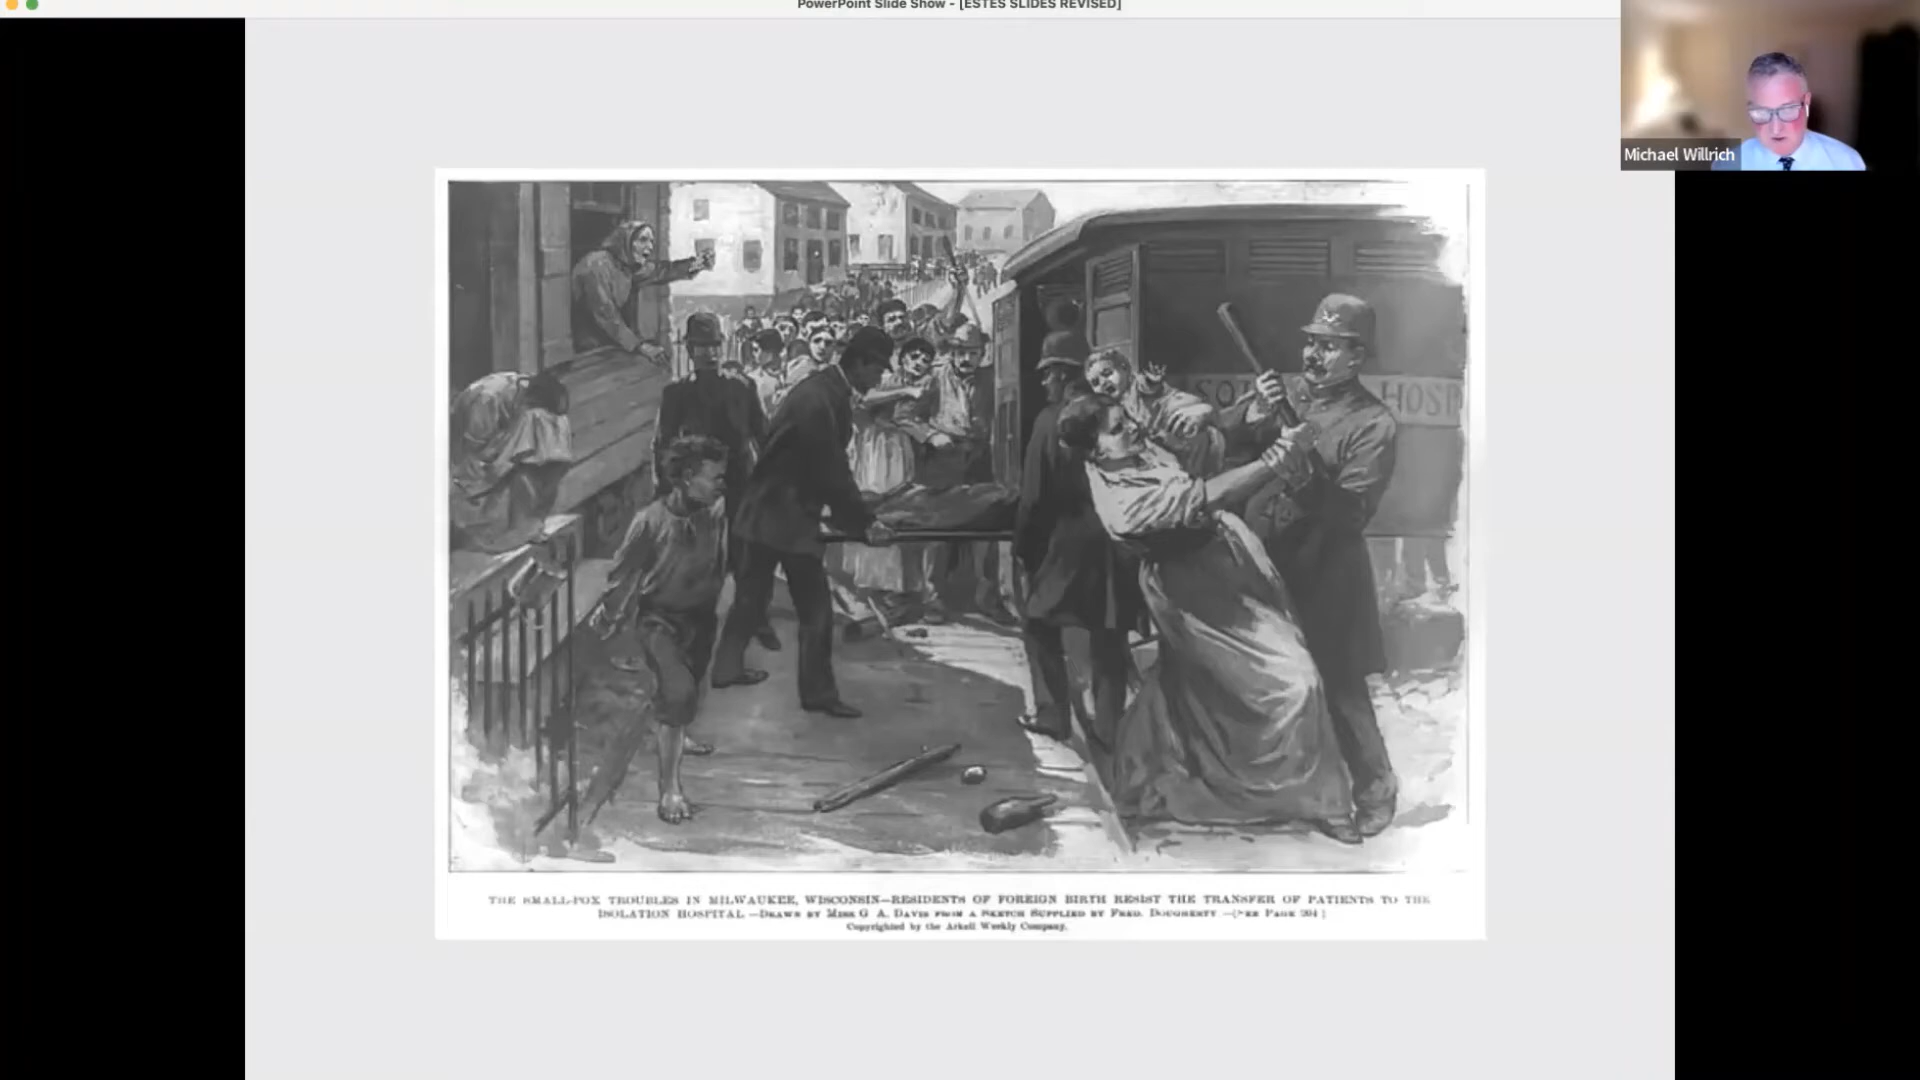 PowerPoint Slide Show - [ESTES SLIDES REVISED]
Michael Willrich
HOSP
THE SMALL-POX TROUBLES IN MILWAUKEE, WISCONSIN—RESIDENTS OF FOREIGN BIRTH RESIST THE TRANSFER OF PATIENTS TO THE
ISOLATION HOSPITAL.—DRAWN BY MISS G. A. DAVIS FROM A SKETCH SUPPLIED BY FRED. DOUGHERTY.—[SEE PAGE
Copyrighted by the Arkell Weekly Company.